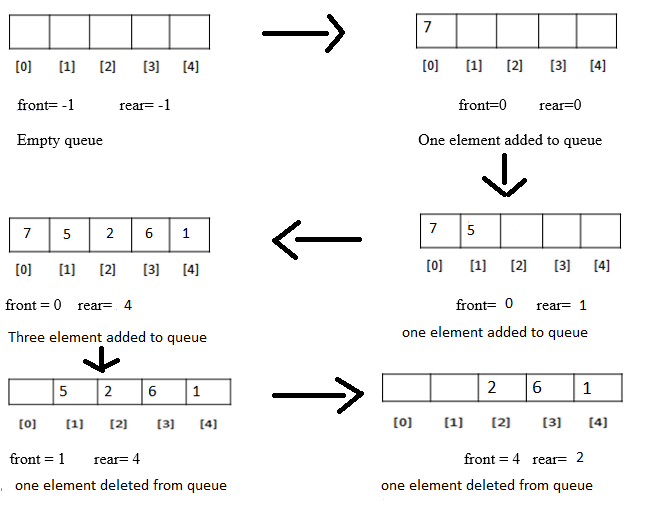 [0] [1] [2] [3] [4]
front= -1 rear= -1
Empty queue
7
[0] [1] [2] [3] [4]
front=0 rear=0
One element added to queue
7 5 2 6 1
[0] [1] [2] [3] [4]
front = 0 rear= 4
Three element added to queue
7 5
[0] [1] [2] [3] [4]
front= 0 rear= 1
one element added to queue
5 2 6 1
[0] [1] [2] [3] [4]
front = 1 rear= 4
one element deleted from queue
2 6 1
[0] [1] [2] [3] [4]
front = 4 rear= 2
one element deleted from queue